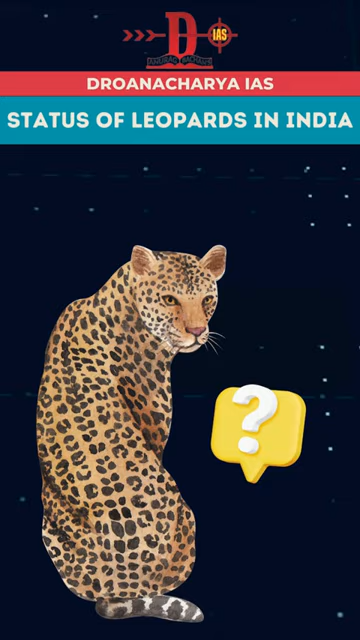 D
IAS
DROANACHARYA IAS
STATUS OF LEOPARDS IN INDIA
?